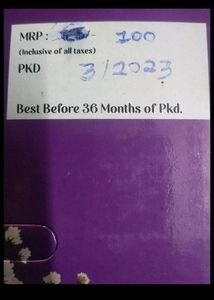 MRP : 100
(Inclusive of all taxes)
PKD 3/2023
Best Before 36 Months of Pkd.